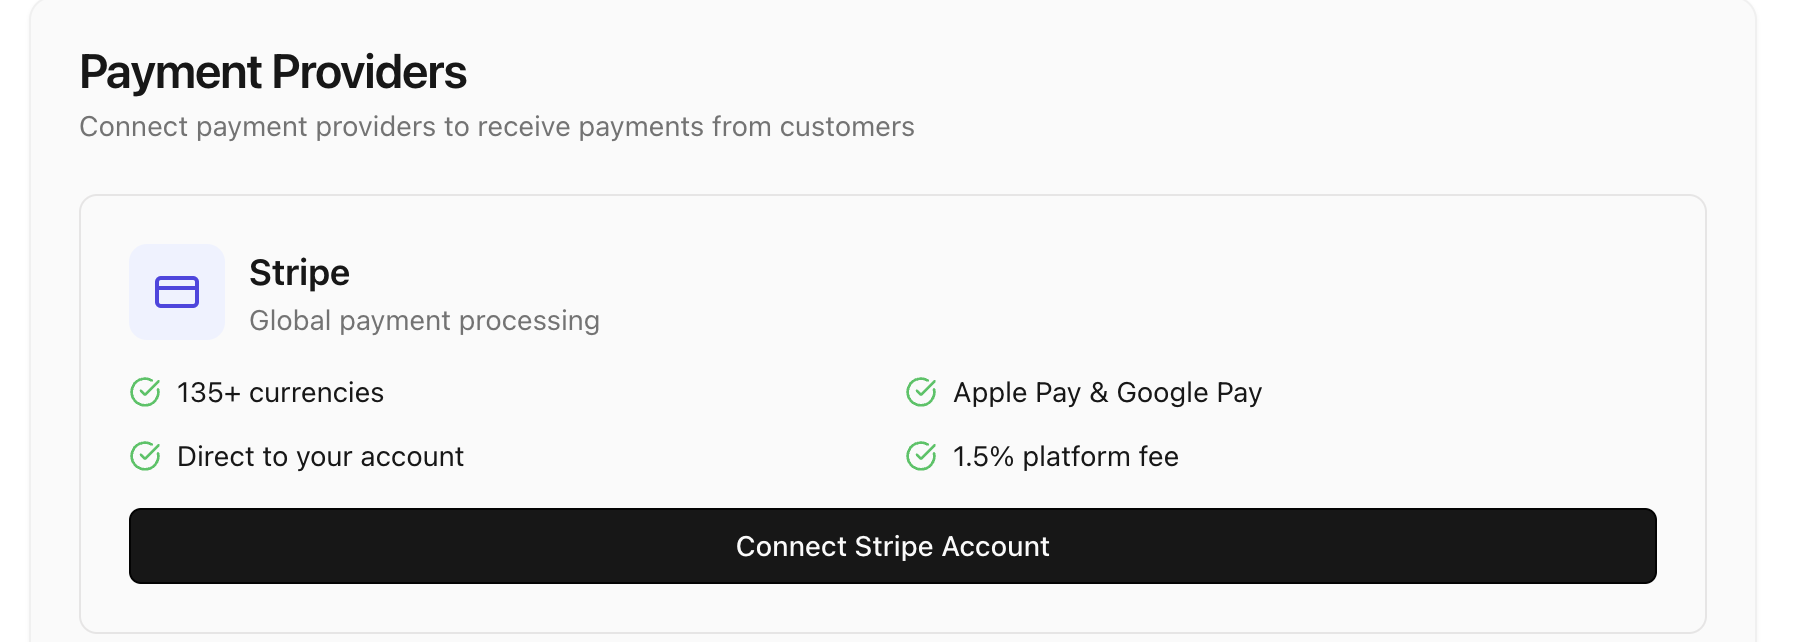 Payment Providers
Connect payment providers to receive payments from customers
Stripe
Global payment processing
135+ currencies
Apple Pay & Google Pay
Direct to your account
1.5% platform fee
Connect Stripe Account